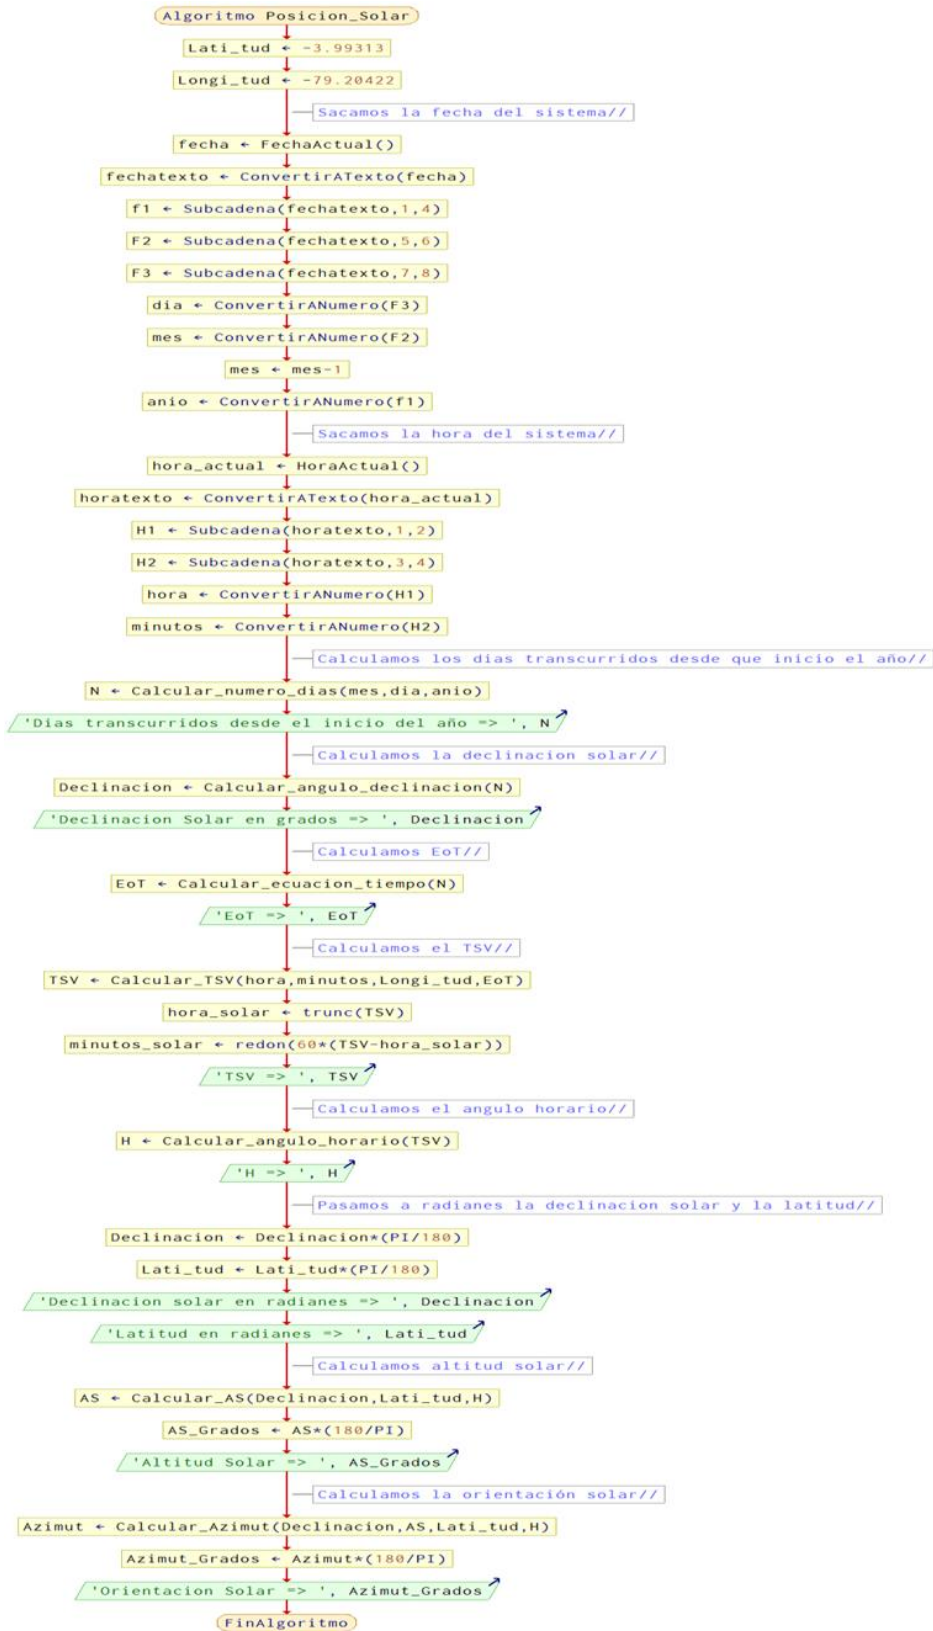 Algoritmo Posicion_Solar
Lati_tud ← -3.99313
Longi_tud ← -79.20422
Sacamos la fecha del sistema//
fecha ← FechaActual()
fechatexto ← ConvertirATexto(fecha)
f1 ← Subcadena(fechatexto,1,4)
F2 ← Subcadena(fechatexto,5,6)
F3 ← Subcadena(fechatexto,7,8)
dia ← ConvertirANumero(F3)
mes ← ConvertirANumero(F2)
mes ← mes-1
anio ← ConvertirANumero(f1)
Sacamos la hora del sistema//
hora_actual ← HoraActual()
horatexto ← ConvertirATexto(hora_actual)
H1 ← Subcadena(horatexto,1,2)
H2 ← Subcadena(horatexto,3,4)
hora ← ConvertirANumero(H1)
minutos ← ConvertirANumero(H2)
Calculamos los dias transcurridos desde que inicio el año//
N ← Calcular_numero_dias(mes,dia,anio)
'Dias transcurridos desde el inicio del año => ', N
Calculamos la declinacion solar//
Declinacion ← Calcular_angulo_declinacion(N)
'Declinacion Solar en grados => ', Declinacion
Calculamos EoT//
EoT ← Calcular_ecuacion_tiempo(N)
'EoT => ', EoT
Calculamos el TSV//
TSV ← Calcular_TSV(hora,minutos,Longi_tud,EoT)
hora_solar ← trunc(TSV)
minutos_solar ← redon(60*(TSV-hora_solar))
'TSV => ', TSV
Calculamos el angulo horario//
H ← Calcular_angulo_horario(TSV)
'H => ', H
Pasamos a radianes la declinacion solar y la latitud//
Declinacion ← Declinacion*(PI/180)
Lati_tud ← Lati_tud*(PI/180)
'Declinacion solar en radianes => ', Declinacion
'Latitud en radianes => ', Lati_tud
Calculamos altitud solar//
AS ← Calcular_AS(Declinacion,Lati_tud,H)
AS_Grados ← AS*(180/PI)
'Altitud Solar => ', AS_Grados
Calculamos la orientación solar//
Azimut ← Calcular_Azimut(Declinacion,AS,Lati_tud,H)
Azimut_Grados ← Azimut*(180/PI)
'Orientacion Solar => ', Azimut_Grados
FinAlgoritmo